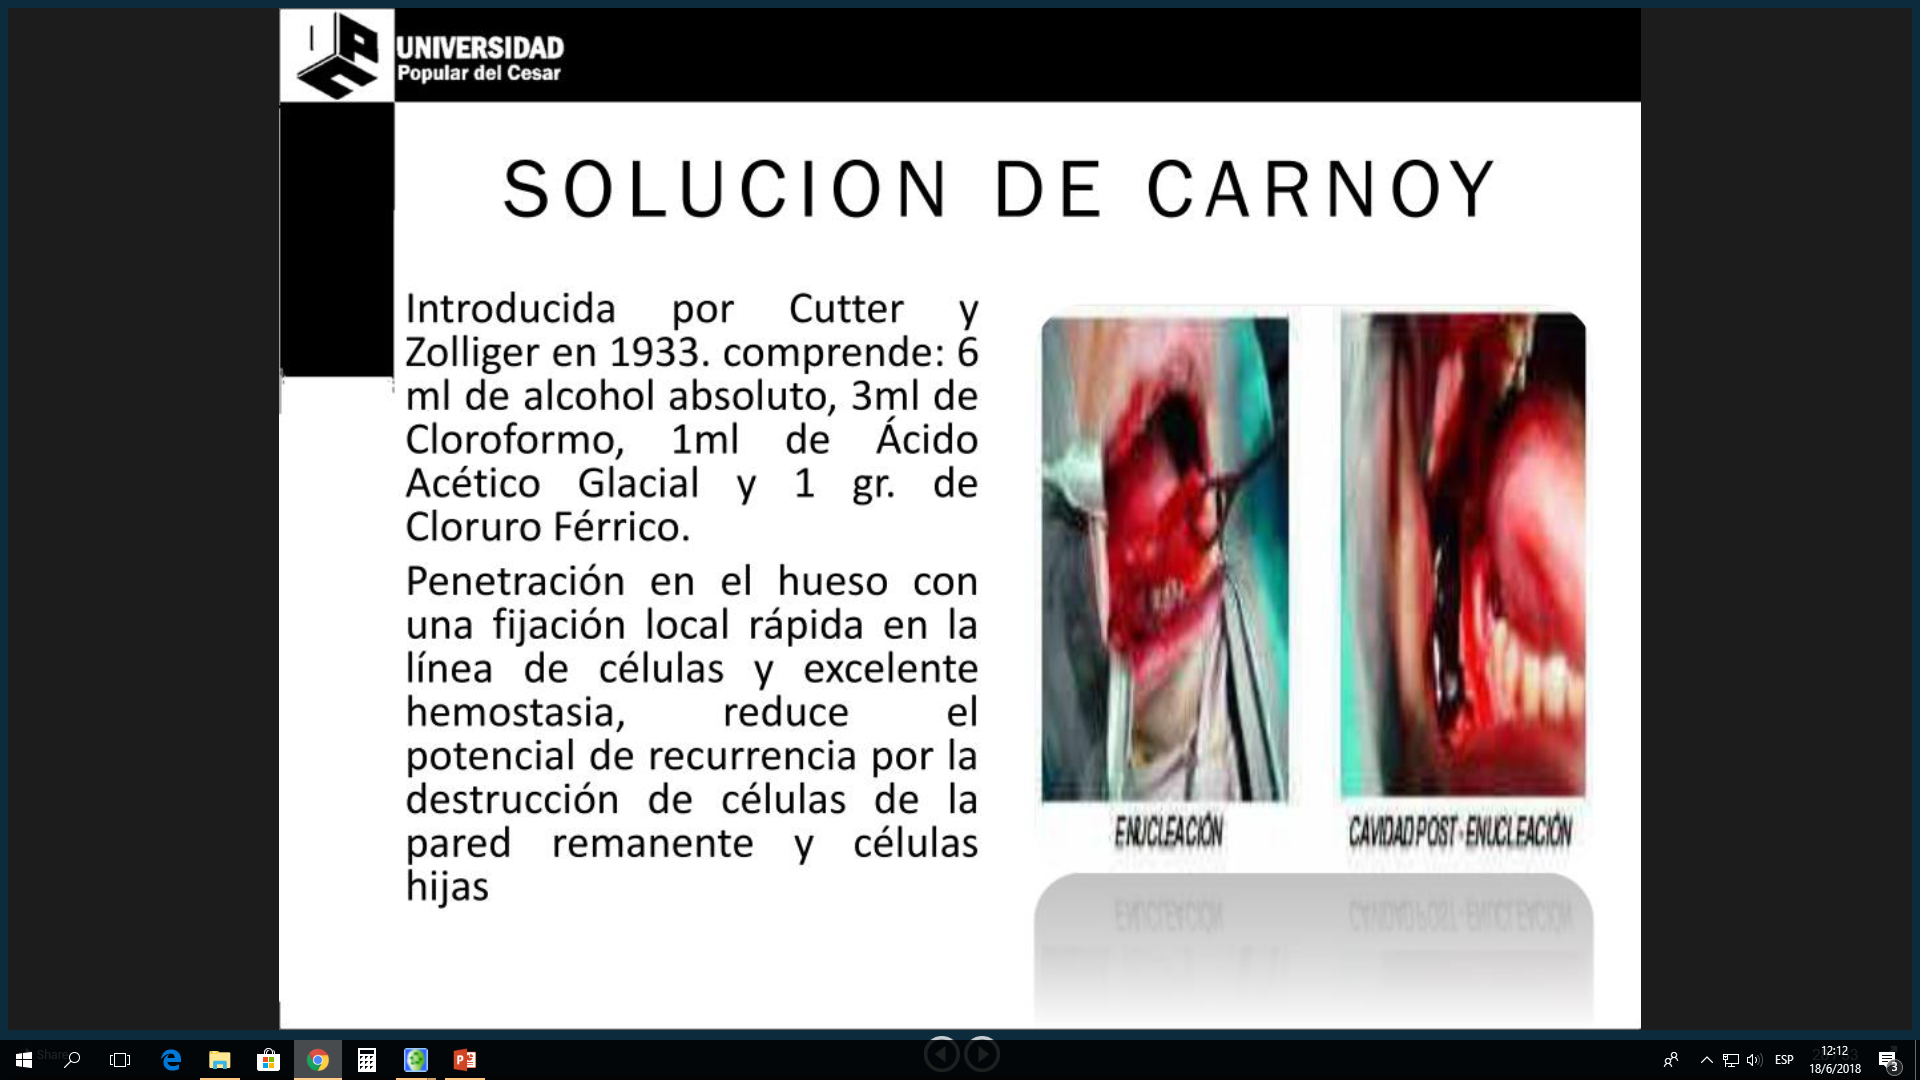 UNIVERSIDAD
Popular del Cesar
SOLUCION DE CARNOY
Introducida por Cutter y
Zolliger en 1933. comprende: 6
ml de alcohol absoluto, 3ml de
Cloroformo, 1ml de Ácido
Acético Glacial y 1 gr. de
Cloruro Férrico.
Penetración en el hueso con
una fijación local rápida en la
línea de células y excelente
hemostasia, reduce el
potencial de recurrencia por la
destrucción de células de la
pared remanente y células
hijas
ENUCLEACIÓN
CAVIDAD POST - ENUCLEACIÓN
Share
ESP
12:12
18/6/2018
3